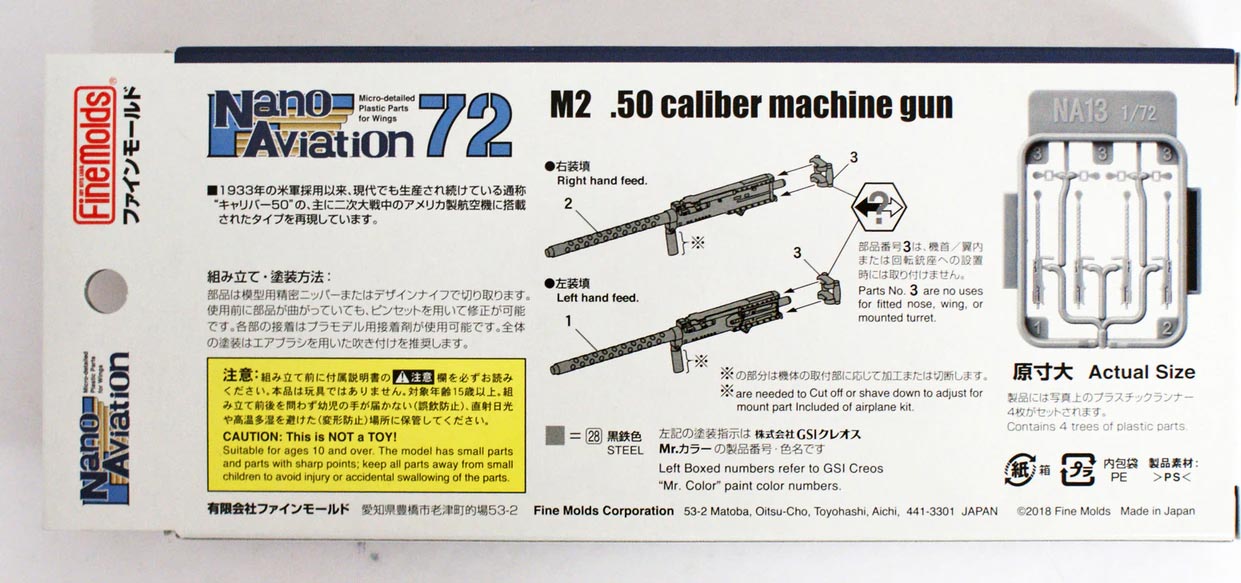 FineMolds
ファインモールド
Nano
Aviation 72
Micro-detailed
Plastic Parts
for Wings
M2 .50 caliber machine gun
■1933年の米軍採用以来、現代でも生産され続けている通称
“キャリバー50”の、主に二次大戦中のアメリカ製航空機に搭載
されたタイプを再現しています。
組み立て・塗装方法：
部品は模型用精密ニッパーまたはデザインナイフで切り取ります。
使用前に部品が曲がっていても、ピンセットを用いて修正が可能
です。各部の接着はプラモデル用接着剤が使用可能です。全体
の塗装はエアブラシを用いた吹き付けを推奨します。
注意：組み立て前に付属説明書の⚠注意 欄を必ずお読み
ください。本品は玩具ではありません。対象年齢15歳以上。組
み立て前後を問わず幼児の手が届かない(誤飲防止)、直射日光
や高温多湿を避けた(変形防止)場所に保管してください。
CAUTION: This is NOT a TOY!
Suitable for ages 10 and over. The model has small parts
and parts with sharp points; keep all parts away from small
children to avoid injury or accidental swallowing of the parts.
●右装填
Right hand feed.
2
3
※
?
●左装填
Left hand feed.
1
3
※
部品番号3は、機首／翼内
または回転銃座への設置
時には取り付けません。
Parts No. 3 are no uses
for fitted nose, wing, or
mounted turret.
※の部分は機体の取付部に応じて加工または切断します。
※are needed to Cut off or shave down to adjust for
mount part Included of airplane kit.
= 28 黒鉄色
STEEL
左記の塗装指示は 株式会社GSIクレオス
Mr.カラー の製品番号・色名です
Left Boxed numbers refer to GSI Creos
“Mr. Color” paint color numbers.
NA13 1/72
3 3 3
1 2
原寸大 Actual Size
製品には写真上のプラスチックランナー
4枚がセットされます。
Contains 4 trees of plastic parts.
紙 箱
プラ 内包袋
PE
製品素材：
>PS<
Nano
Aviation
Micro-detailed
Plastic Parts
for Wings
有限会社ファインモールド 愛知県豊橋市老津町的場53-2 Fine Molds Corporation 53-2 Matoba, Oitsu-Cho, Toyohashi, Aichi, 441-3301 JAPAN ©2018 Fine Molds Made in Japan